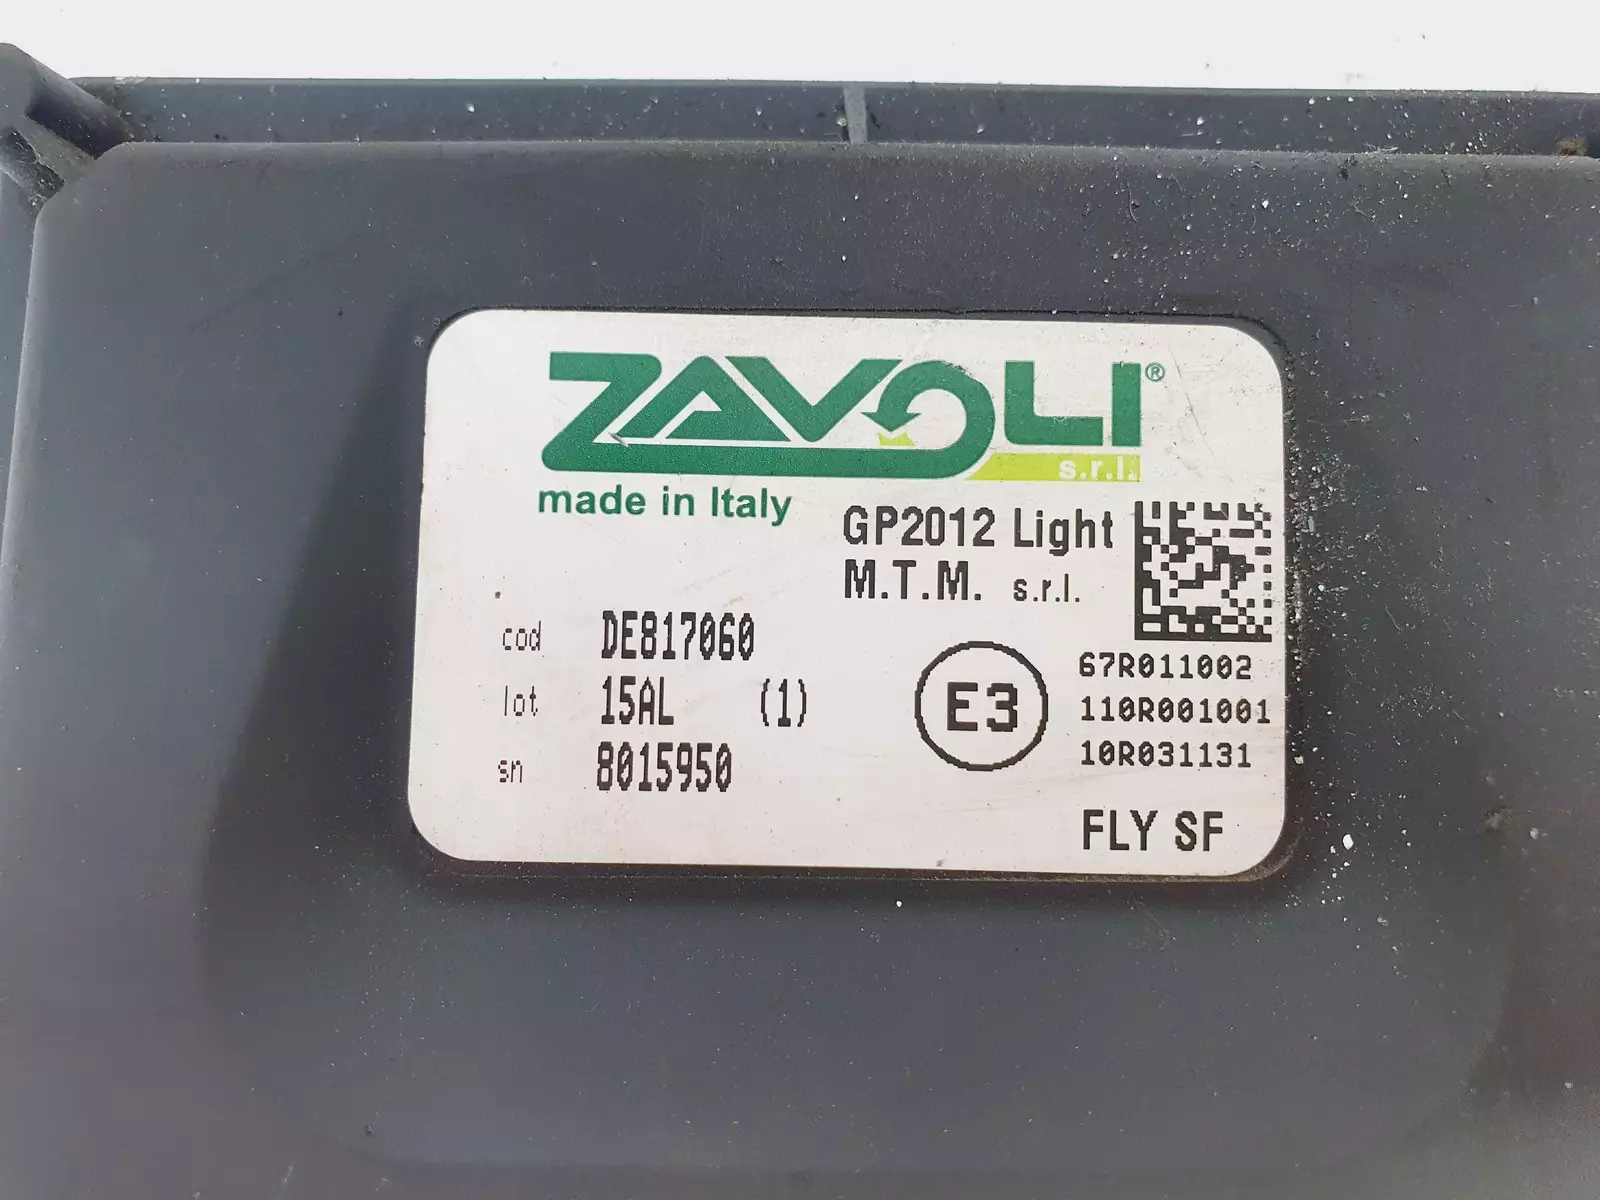 ZAVOLI®
s.r.l.
made in Italy
GP2012 Light
M.T.M. s.r.l.
cod DE817060
lot 15AL (1)
sn 8015950
E3
67R011002
110R001001
10R031131
FLY SF